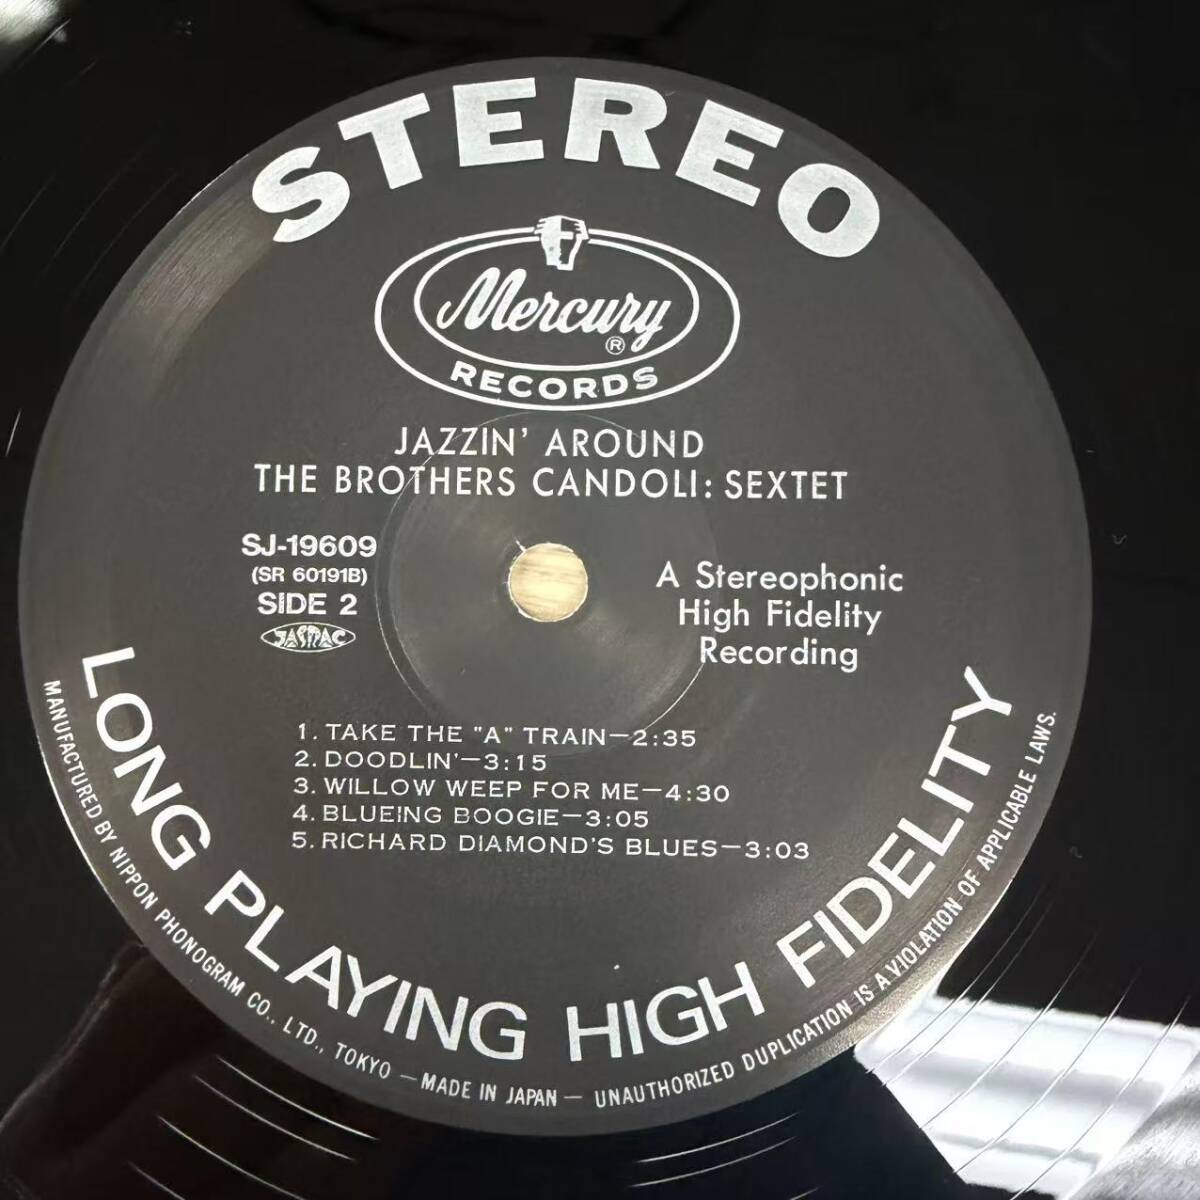 STEREO
Mercury
®
RECORDS
JAZZIN' AROUND
THE BROTHERS CANDOLI: SEXTET
SJ-19609
(SR 60191B)
SIDE 2
JASRAC
A Stereophonic
High Fidelity
Recording
1. TAKE THE "A" TRAIN—2:35
2. DOODLIN'—3:15
3. WILLOW WEEP FOR ME—4:30
4. BLUEING BOOGIE—3:05
5. RICHARD DIAMOND'S BLUES—3:03
LONG PLAYING HIGH FIDELITY
MANUFACTURED BY NIPPON PHONOGRAM CO., LTD., TOKYO — MADE IN JAPAN — UNAUTHORIZED DUPLICATION IS A VIOLATION OF APPLICABLE LAWS.